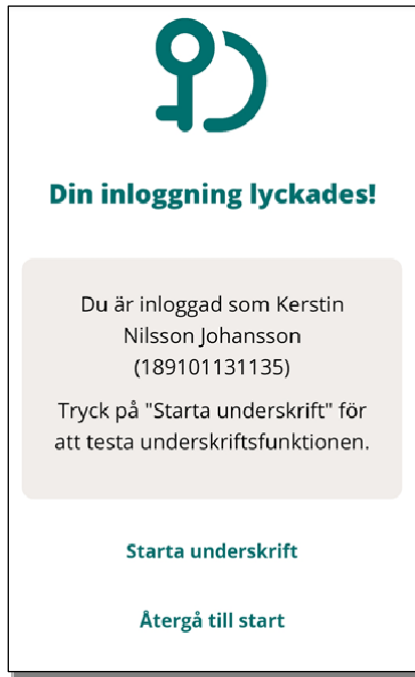 Din inloggning lyckades!
Du är inloggad som Kerstin
Nilsson Johansson
(189101131135)
Tryck på "Starta underskrift" för
att testa underskriftsfunktionen.
Starta underskrift
Återgå till start